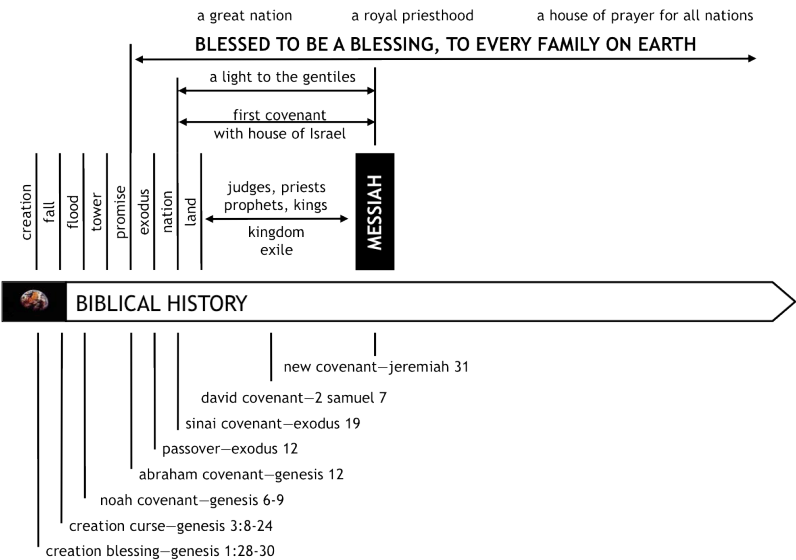 a great nation
a royal priesthood
a house of prayer for all nations
BLESSED TO BE A BLESSING, TO EVERY FAMILY ON EARTH
a light to the gentiles
first covenant
with house of Israel
creation
fall
flood
tower
promise
exodus
nation
land
judges, priests
prophets, kings
kingdom
exile
MESSIAH
BIBLICAL HISTORY
new covenant—jeremiah 31
david covenant—2 samuel 7
sinai covenant—exodus 19
passover—exodus 12
abraham covenant—genesis 12
noah covenant—genesis 6-9
creation curse—genesis 3:8-24
creation blessing—genesis 1:28-30